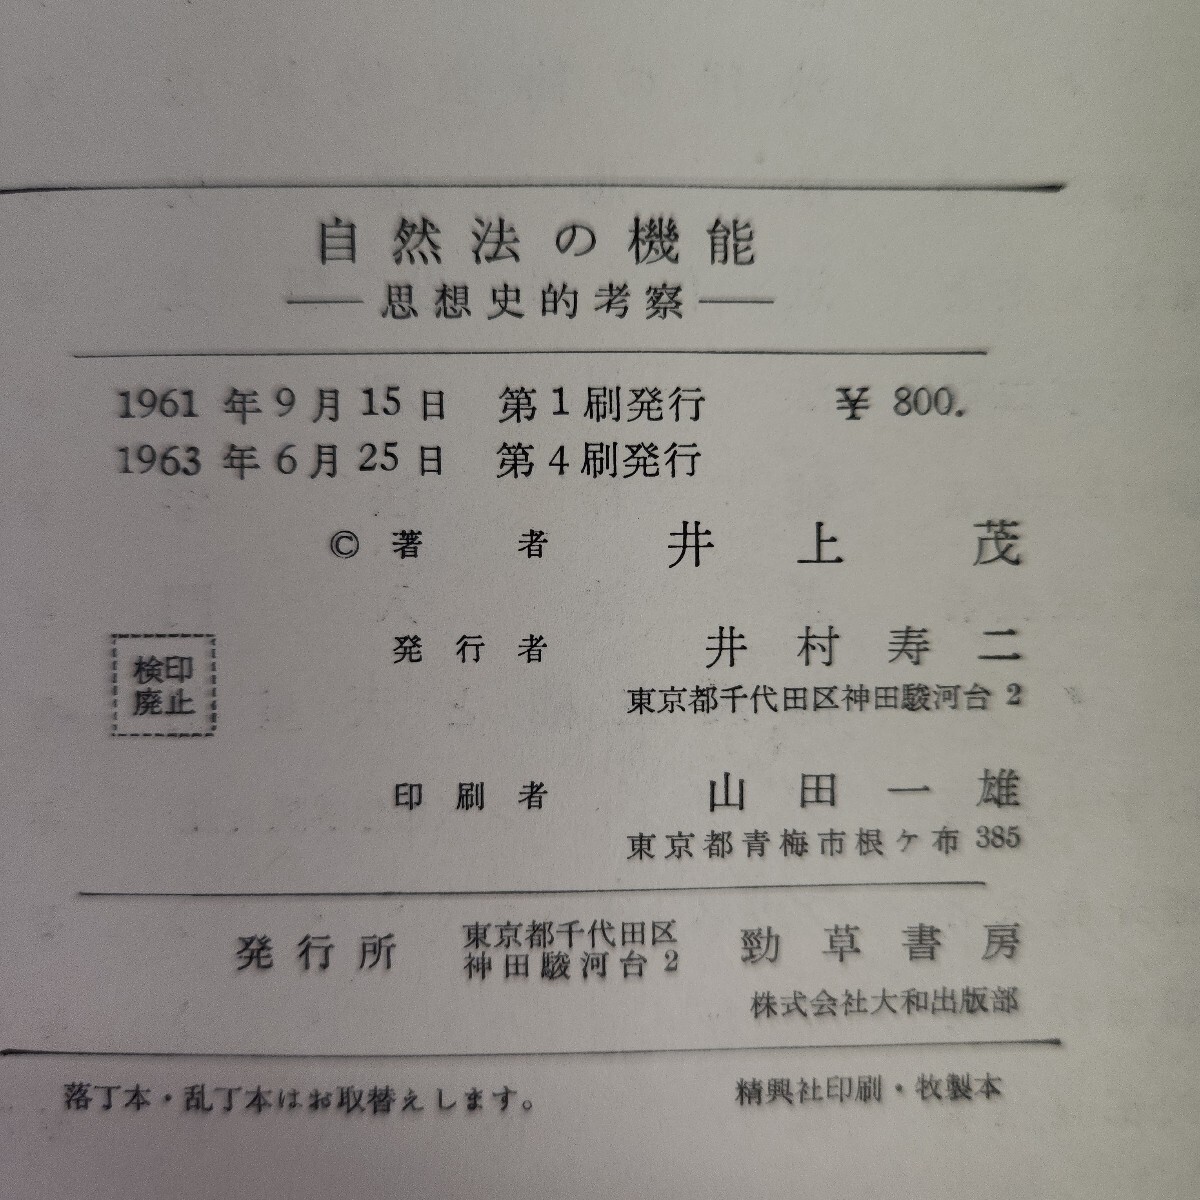 自然法の機能
——思想史的考察——
1961年9月15日 第1刷発行 ¥800.
1963年6月25日 第4刷発行
© 著者 井上茂
発行者 井村寿二
東京都千代田区神田駿河台2
検印
廃止
印刷者 山田一雄
東京都青梅市根ヶ布385
発行所 東京都千代田区
神田駿河台2 勁草書房
株式会社大和出版部
落丁本・乱丁本はお取替えします。 精興社印刷・牧製本